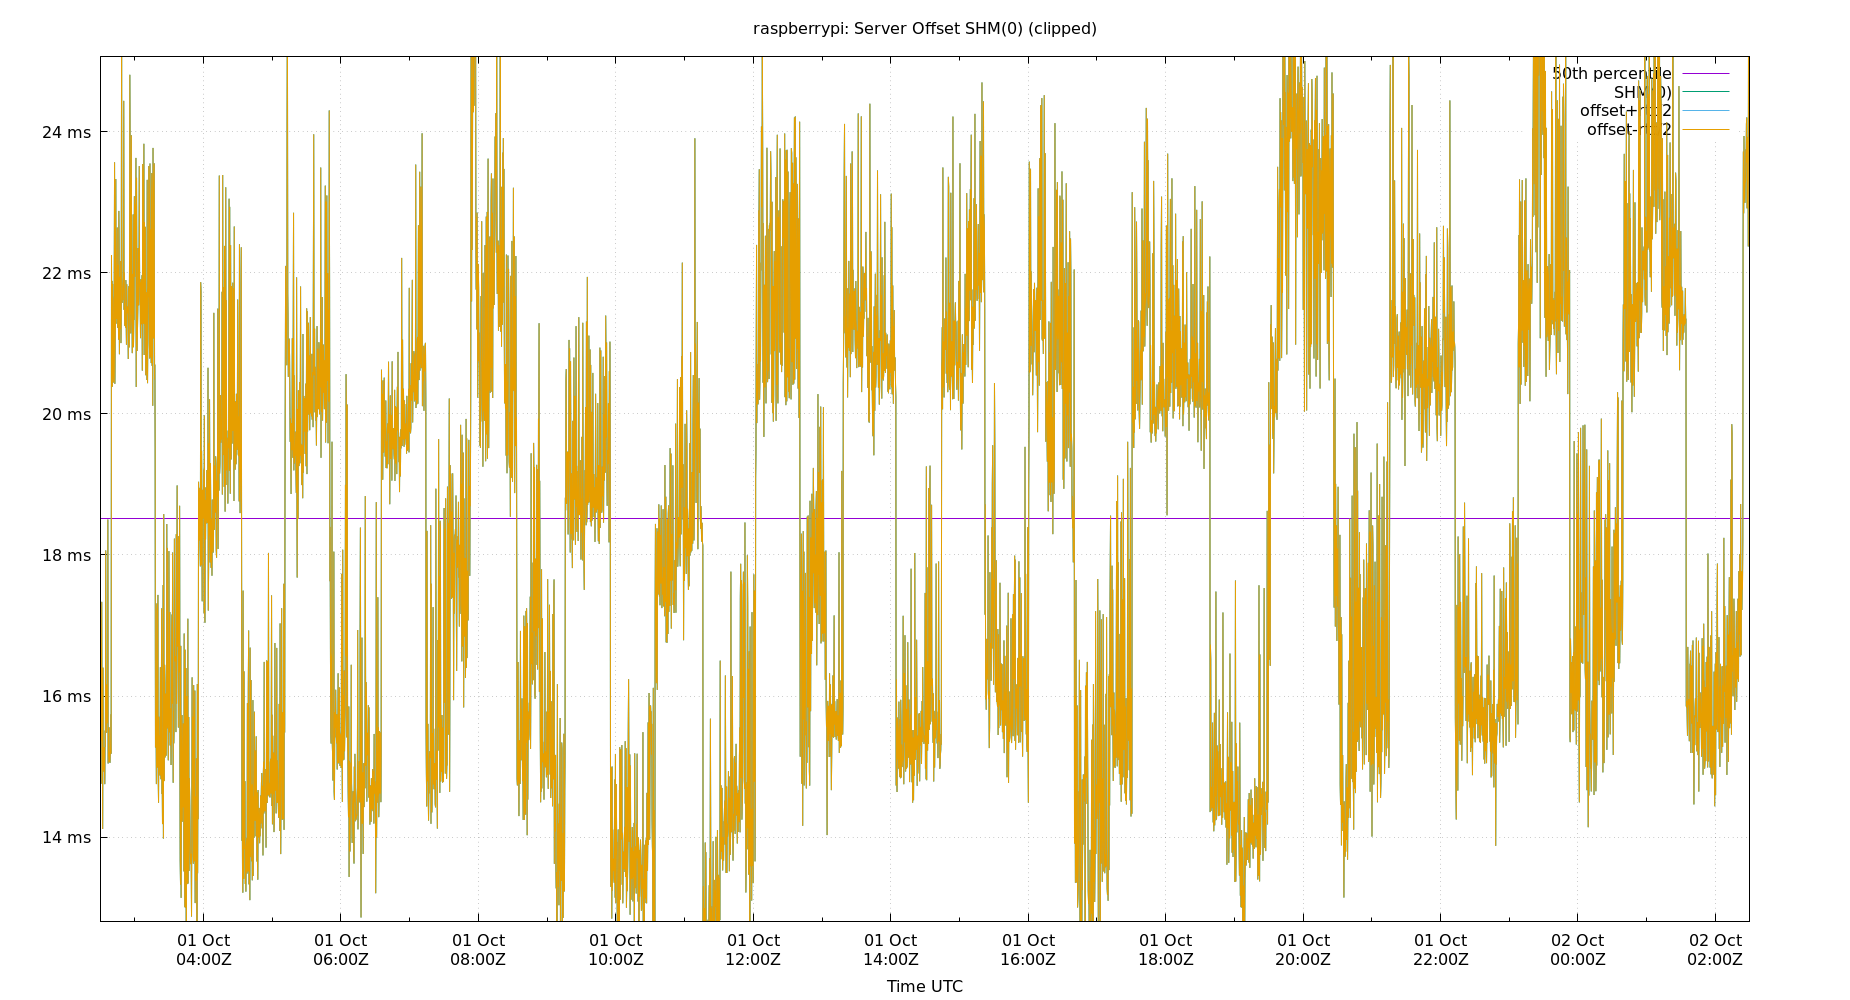 raspberrypi: Server Offset SHM(0) (clipped)
50th percentile
SHM(0)
offset+rtt/2
offset-rtt/2
24 ms
22 ms
20 ms
18 ms
16 ms
14 ms
01 Oct 01 Oct 01 Oct 01 Oct 01 Oct 01 Oct 01 Oct 01 Oct 01 Oct 01 Oct 02 Oct 02 Oct
04:00Z 06:00Z 08:00Z 10:00Z 12:00Z 14:00Z 16:00Z 18:00Z 20:00Z 22:00Z 00:00Z 02:00Z
Time UTC